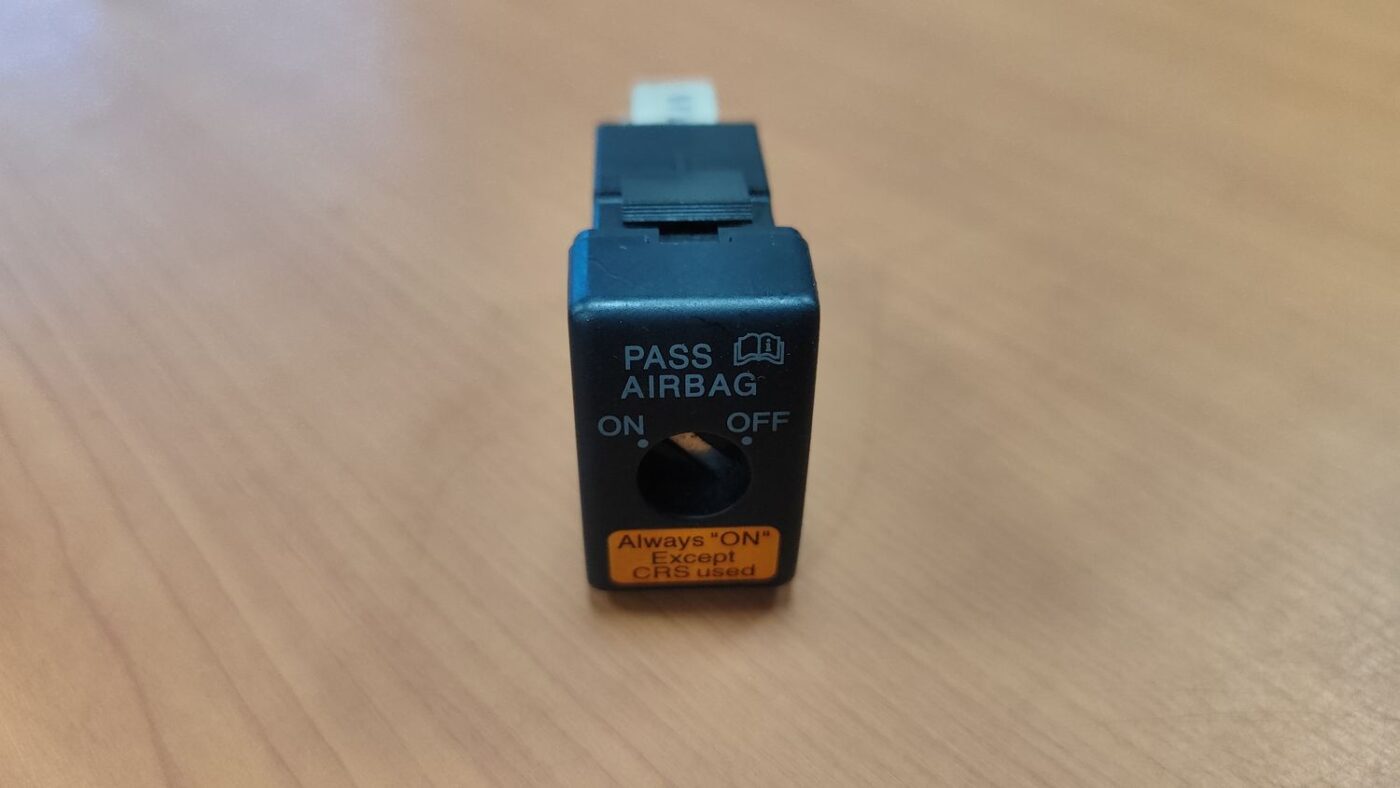 PASS
AIRBAG
ON OFF
Always "ON"
Except
CRS used